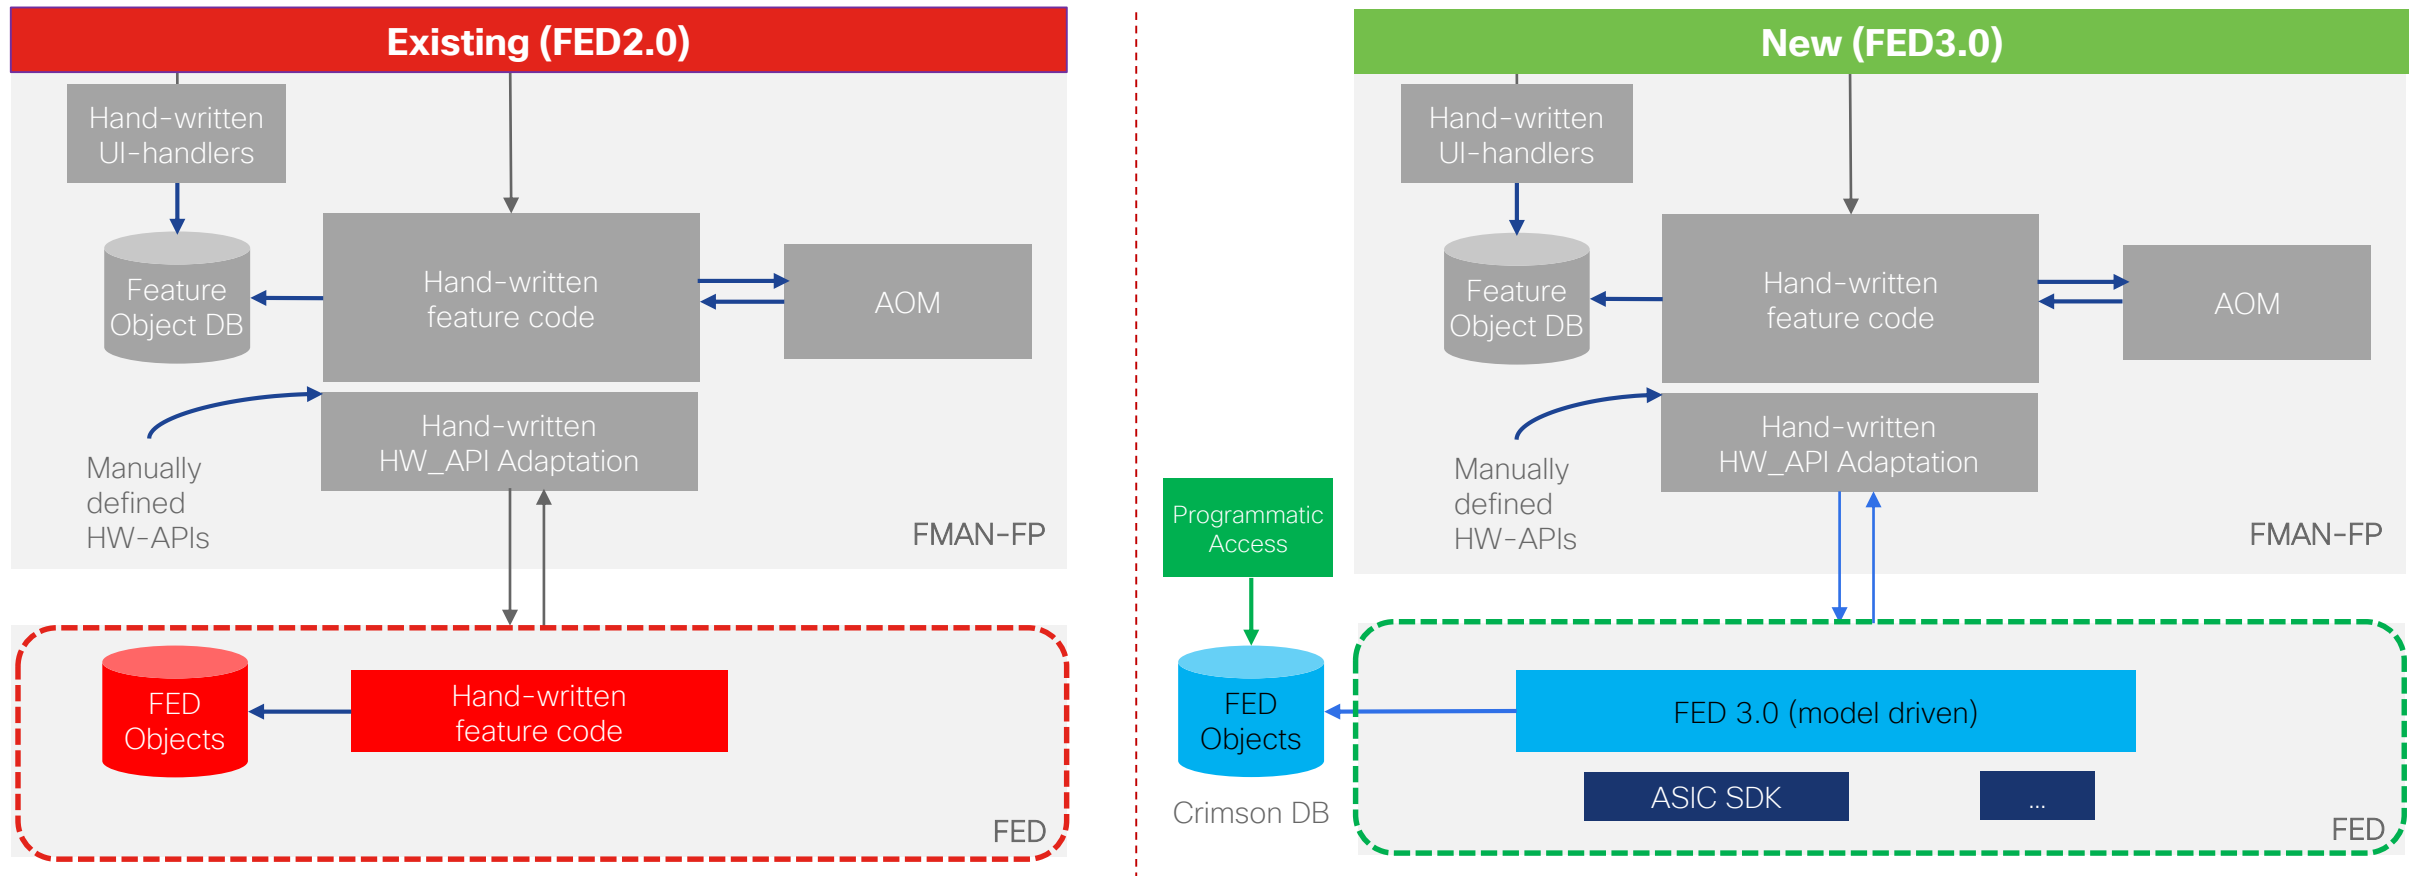 Existing (FED2.0)
Hand-written
UI-handlers
Feature
Object DB
Hand-written
feature code
AOM
Hand-written
HW_API Adaptation
Manually
defined
HW-APIs
FMAN-FP
FED
Objects
Hand-written
feature code
FED
New (FED3.0)
Hand-written
UI-handlers
Feature
Object DB
Hand-written
feature code
AOM
Hand-written
HW_API Adaptation
Manually
defined
HW-APIs
FMAN-FP
Programmatic
Access
FED
Objects
Crimson DB
FED 3.0 (model driven)
ASIC SDK
...
FED